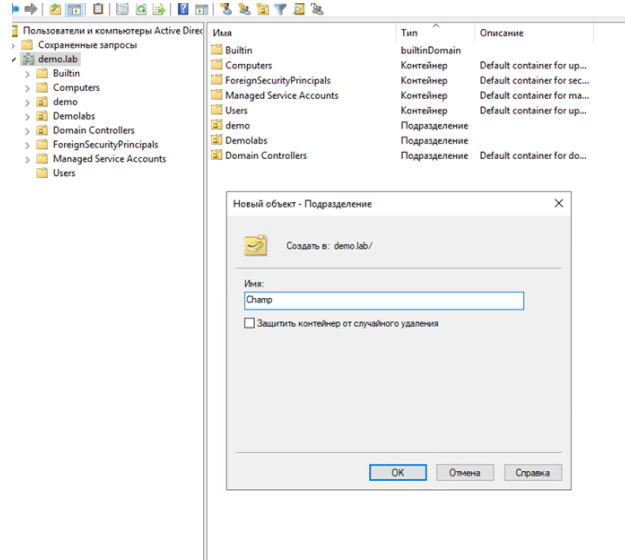 Пользователи и компьютеры Active Direc
Сохраненные запросы
demo.lab
Builtin
Computers
demo
Demolabs
Domain Controllers
ForeignSecurityPrincipals
Managed Service Accounts
Users
Имя Тип Описание
Builtin builtinDomain
Computers Контейнер Default container for up...
ForeignSecurityPrincipals Контейнер Default container for sec...
Managed Service Accounts Контейнер Default container for ma...
Users Контейнер Default container for up...
demo Подразделение
Demolabs Подразделение
Domain Controllers Подразделение Default container for do...
Новый объект - Подразделение
Создать в: demo.lab/
Имя:
Champ
Защитить контейнер от случайного удаления
OK Отмена Справка